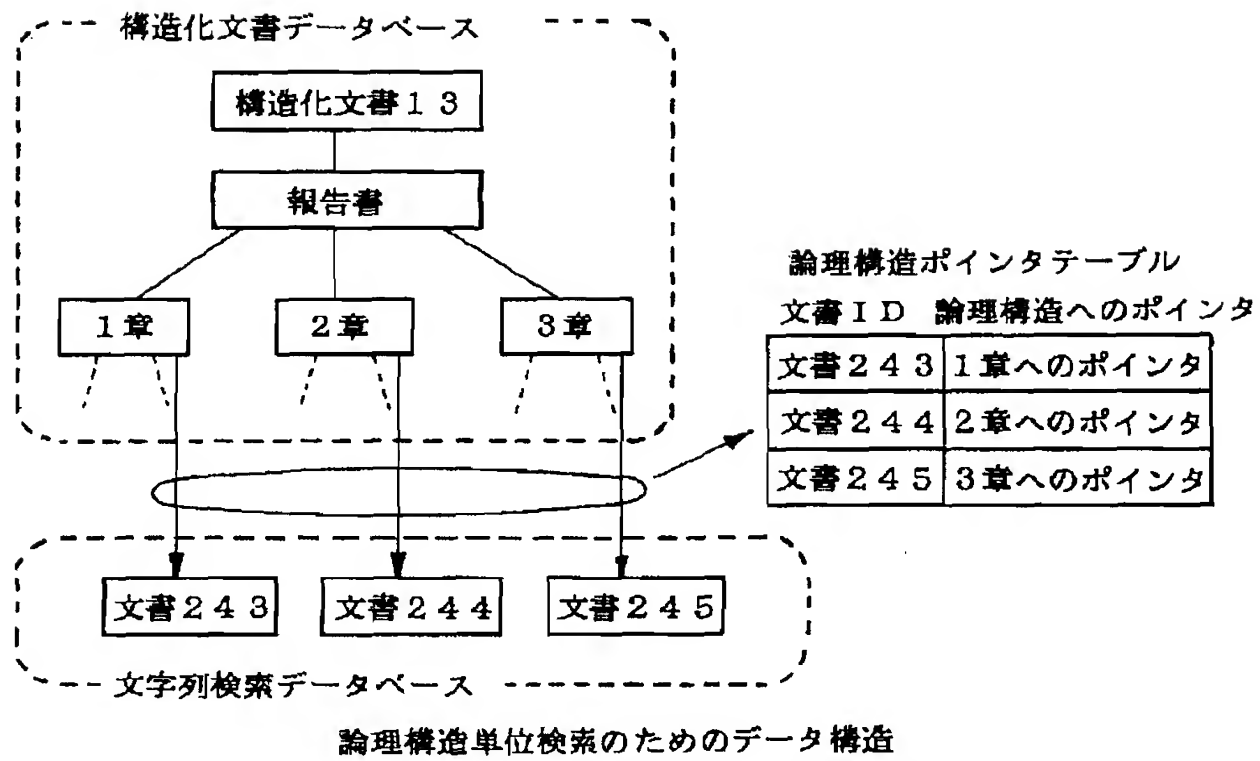 構造化文書データベース
構造化文書13
報告書
1章
2章
3章
論理構造ポインタテーブル
文書ID 論理構造へのポインタ
文書243 1章へのポインタ
文書244 2章へのポインタ
文書245 3章へのポインタ
文書243
文書244
文書245
文字列検索データベース
論理構造単位検索のためのデータ構造